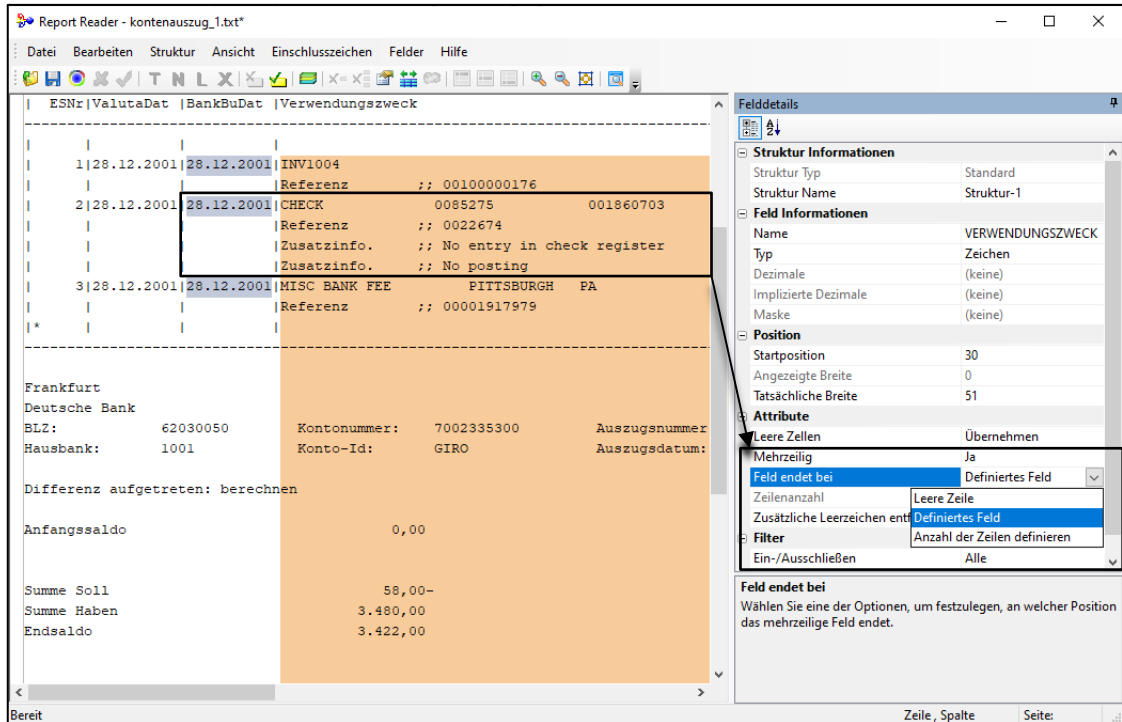 Report Reader - kontenauszug_1.txt*
Datei Bearbeiten Struktur Ansicht Einschlusszeichen Felder Hilfe
T N L X
| ESNr|ValutaDat |BankBuDat |Verwendungszweck
| 1|28.12.2001|28.12.2001|INV1004
|Referenz ;; 00100000176
| 2|28.12.2001|28.12.2001|CHECK 0085275 001860703
|Referenz ;; 0022674
|Zusatzinfo. ;; No entry in check register
|Zusatzinfo. ;; No posting
| 3|28.12.2001|28.12.2001|MISC BANK FEE PITTSBURGH PA
|Referenz ;; 00001917979
|* | | |
Frankfurt
Deutsche Bank
BLZ: 62030050 Kontonummer: 7002335300 Auszugsnummer
Hausbank: 1001 Konto-Id: GIRO Auszugsdatum:
Differenz aufgetreten: berechnen
Anfangssaldo 0,00
Summe Soll 58,00-
Summe Haben 3.480,00
Endsaldo 3.422,00
Felddetails
Struktur Informationen
Struktur Typ Standard
Struktur Name Struktur-1
Feld Informationen
Name VERWENDUNGSZWECK
Typ Zeichen
Dezimale (keine)
Implizierte Dezimale (keine)
Maske (keine)
Position
Startposition 30
Angezeigte Breite 0
Tatsächliche Breite 51
Attribute
Leere Zellen Übernehmen
Mehrzeilig Ja
Feld endet bei Definiertes Feld
Zeilenanzahl Leere Zeile
Zusätzliche Leerzeichen entf Definiertes Feld
Filter Anzahl der Zeilen definieren
Ein-/Ausschließen Alle
Feld endet bei
Wählen Sie eine der Optionen, um festzulegen, an welcher Position
das mehrzeilige Feld endet.
Bereit Zeile , Spalte Seite: